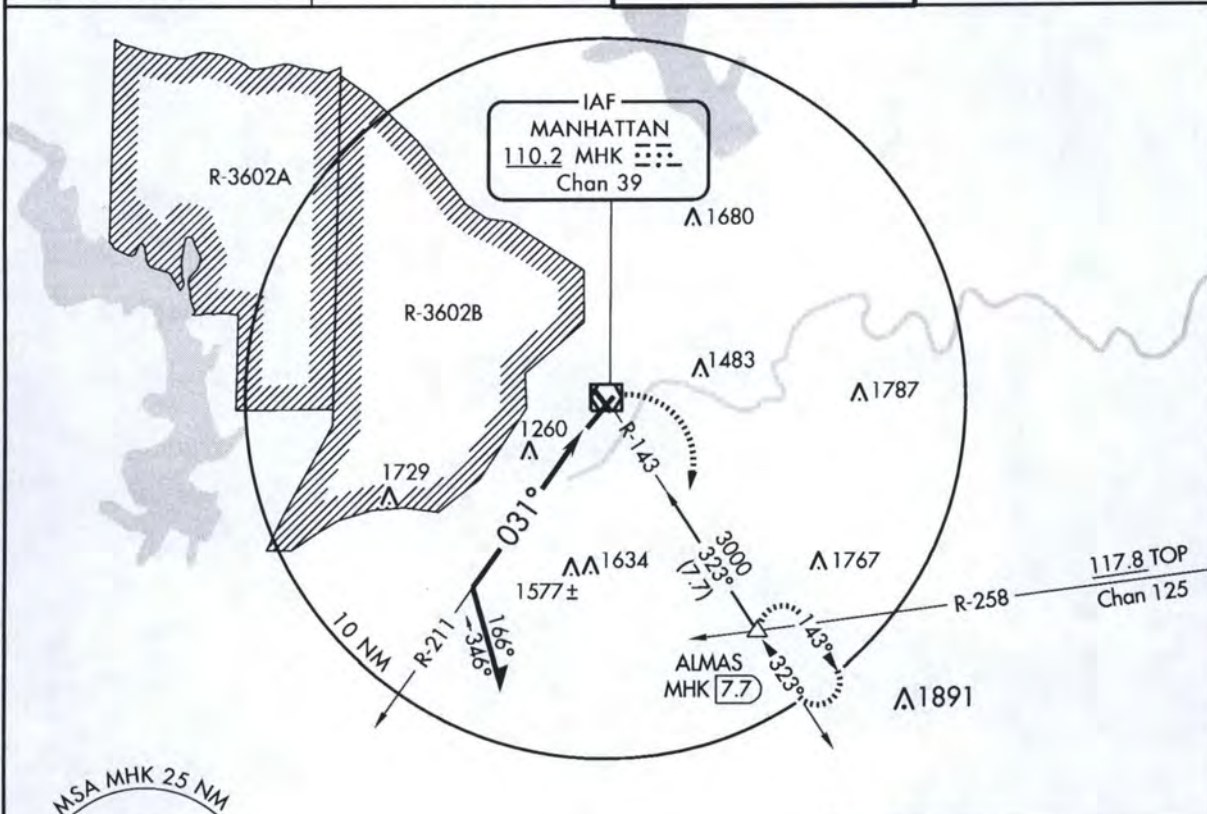 IAF
MANHATTAN
110.2 MHK
Chan 39
R-3602A
1680
R-3602B
1483
1787
1260
R-143
1729
031°
3000
323°
(7.7)
1634
1577±
1767
117.8 TOP
Chan 125
R-258
10 NM
R-211
166°
346°
143°
323°
ALMAS
MHK 7.7
1891
MSA MHK 25 NM